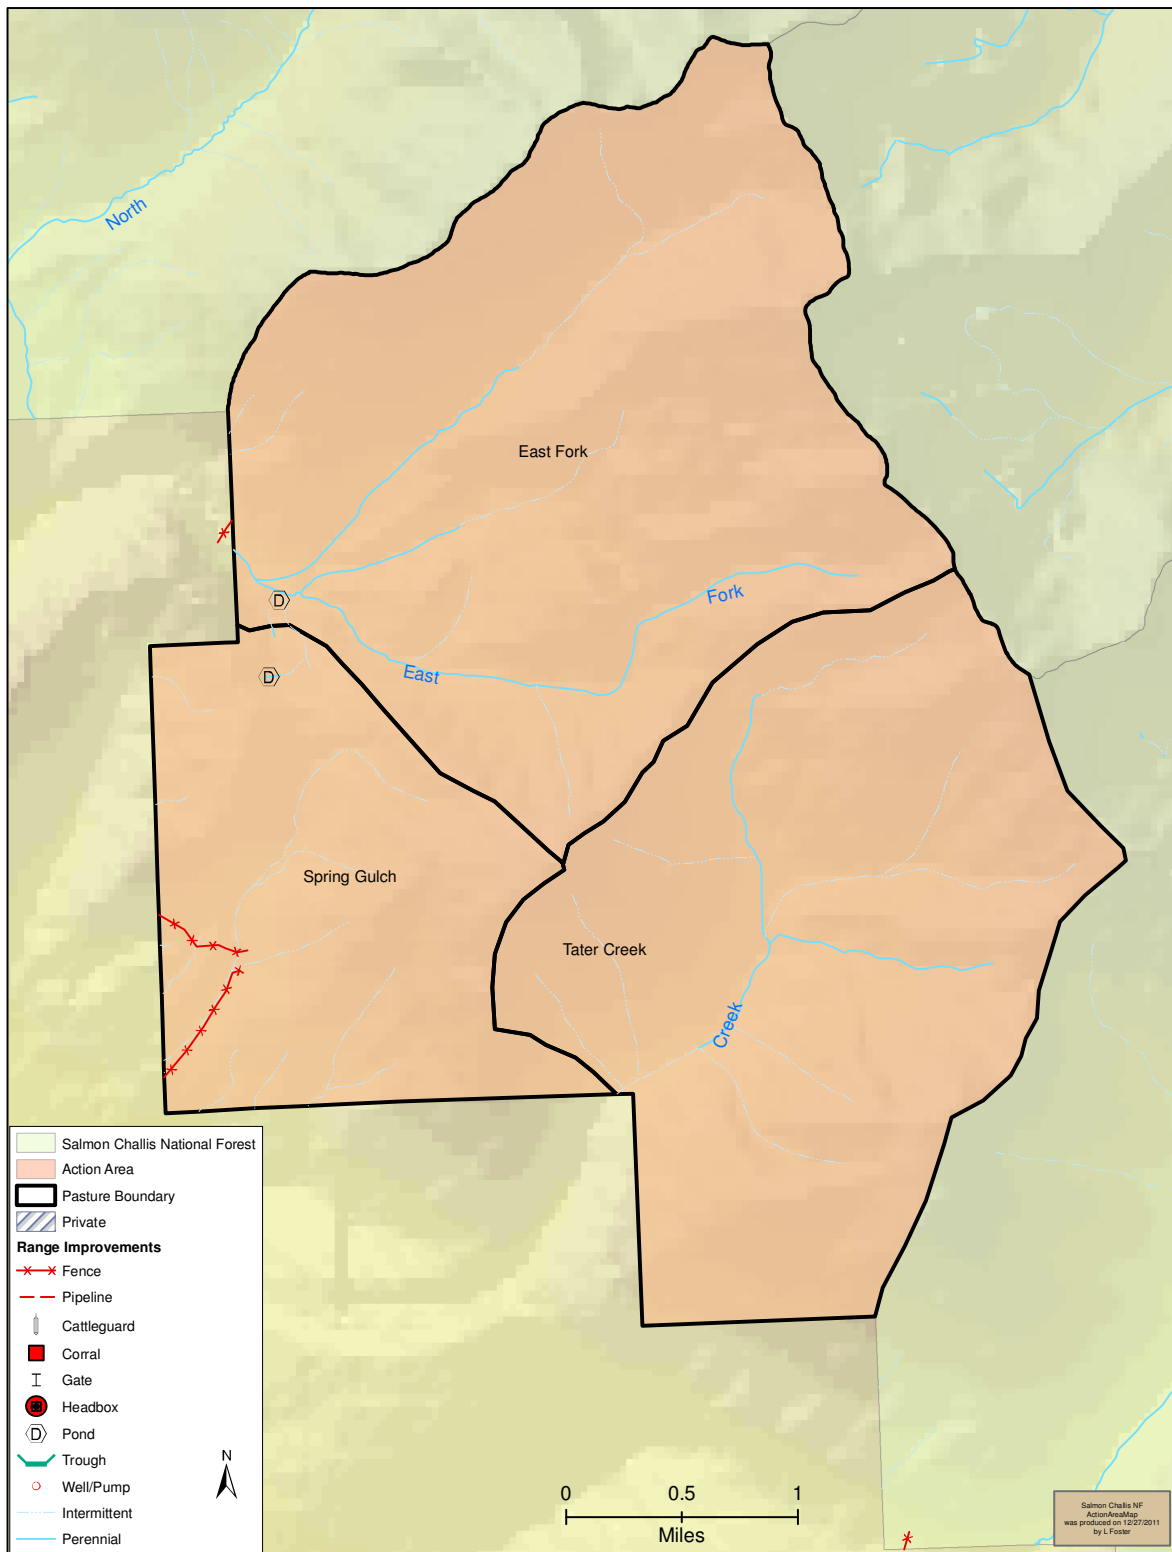 North
East Fork
D
Fork
East
D
Spring Gulch
Tater Creek
Creek
Salmon Challis National Forest
Action Area
Pasture Boundary
Private
Range Improvements
Fence
Pipeline
Cattleguard
Corral
Gate
Headbox
D Pond
Trough
Well/Pump
Intermittent
Perennial
N
0 0.5 1
Miles
Salmon Challis NF
ActionAreaMap
was produced on 12/27/2011
by L Foster